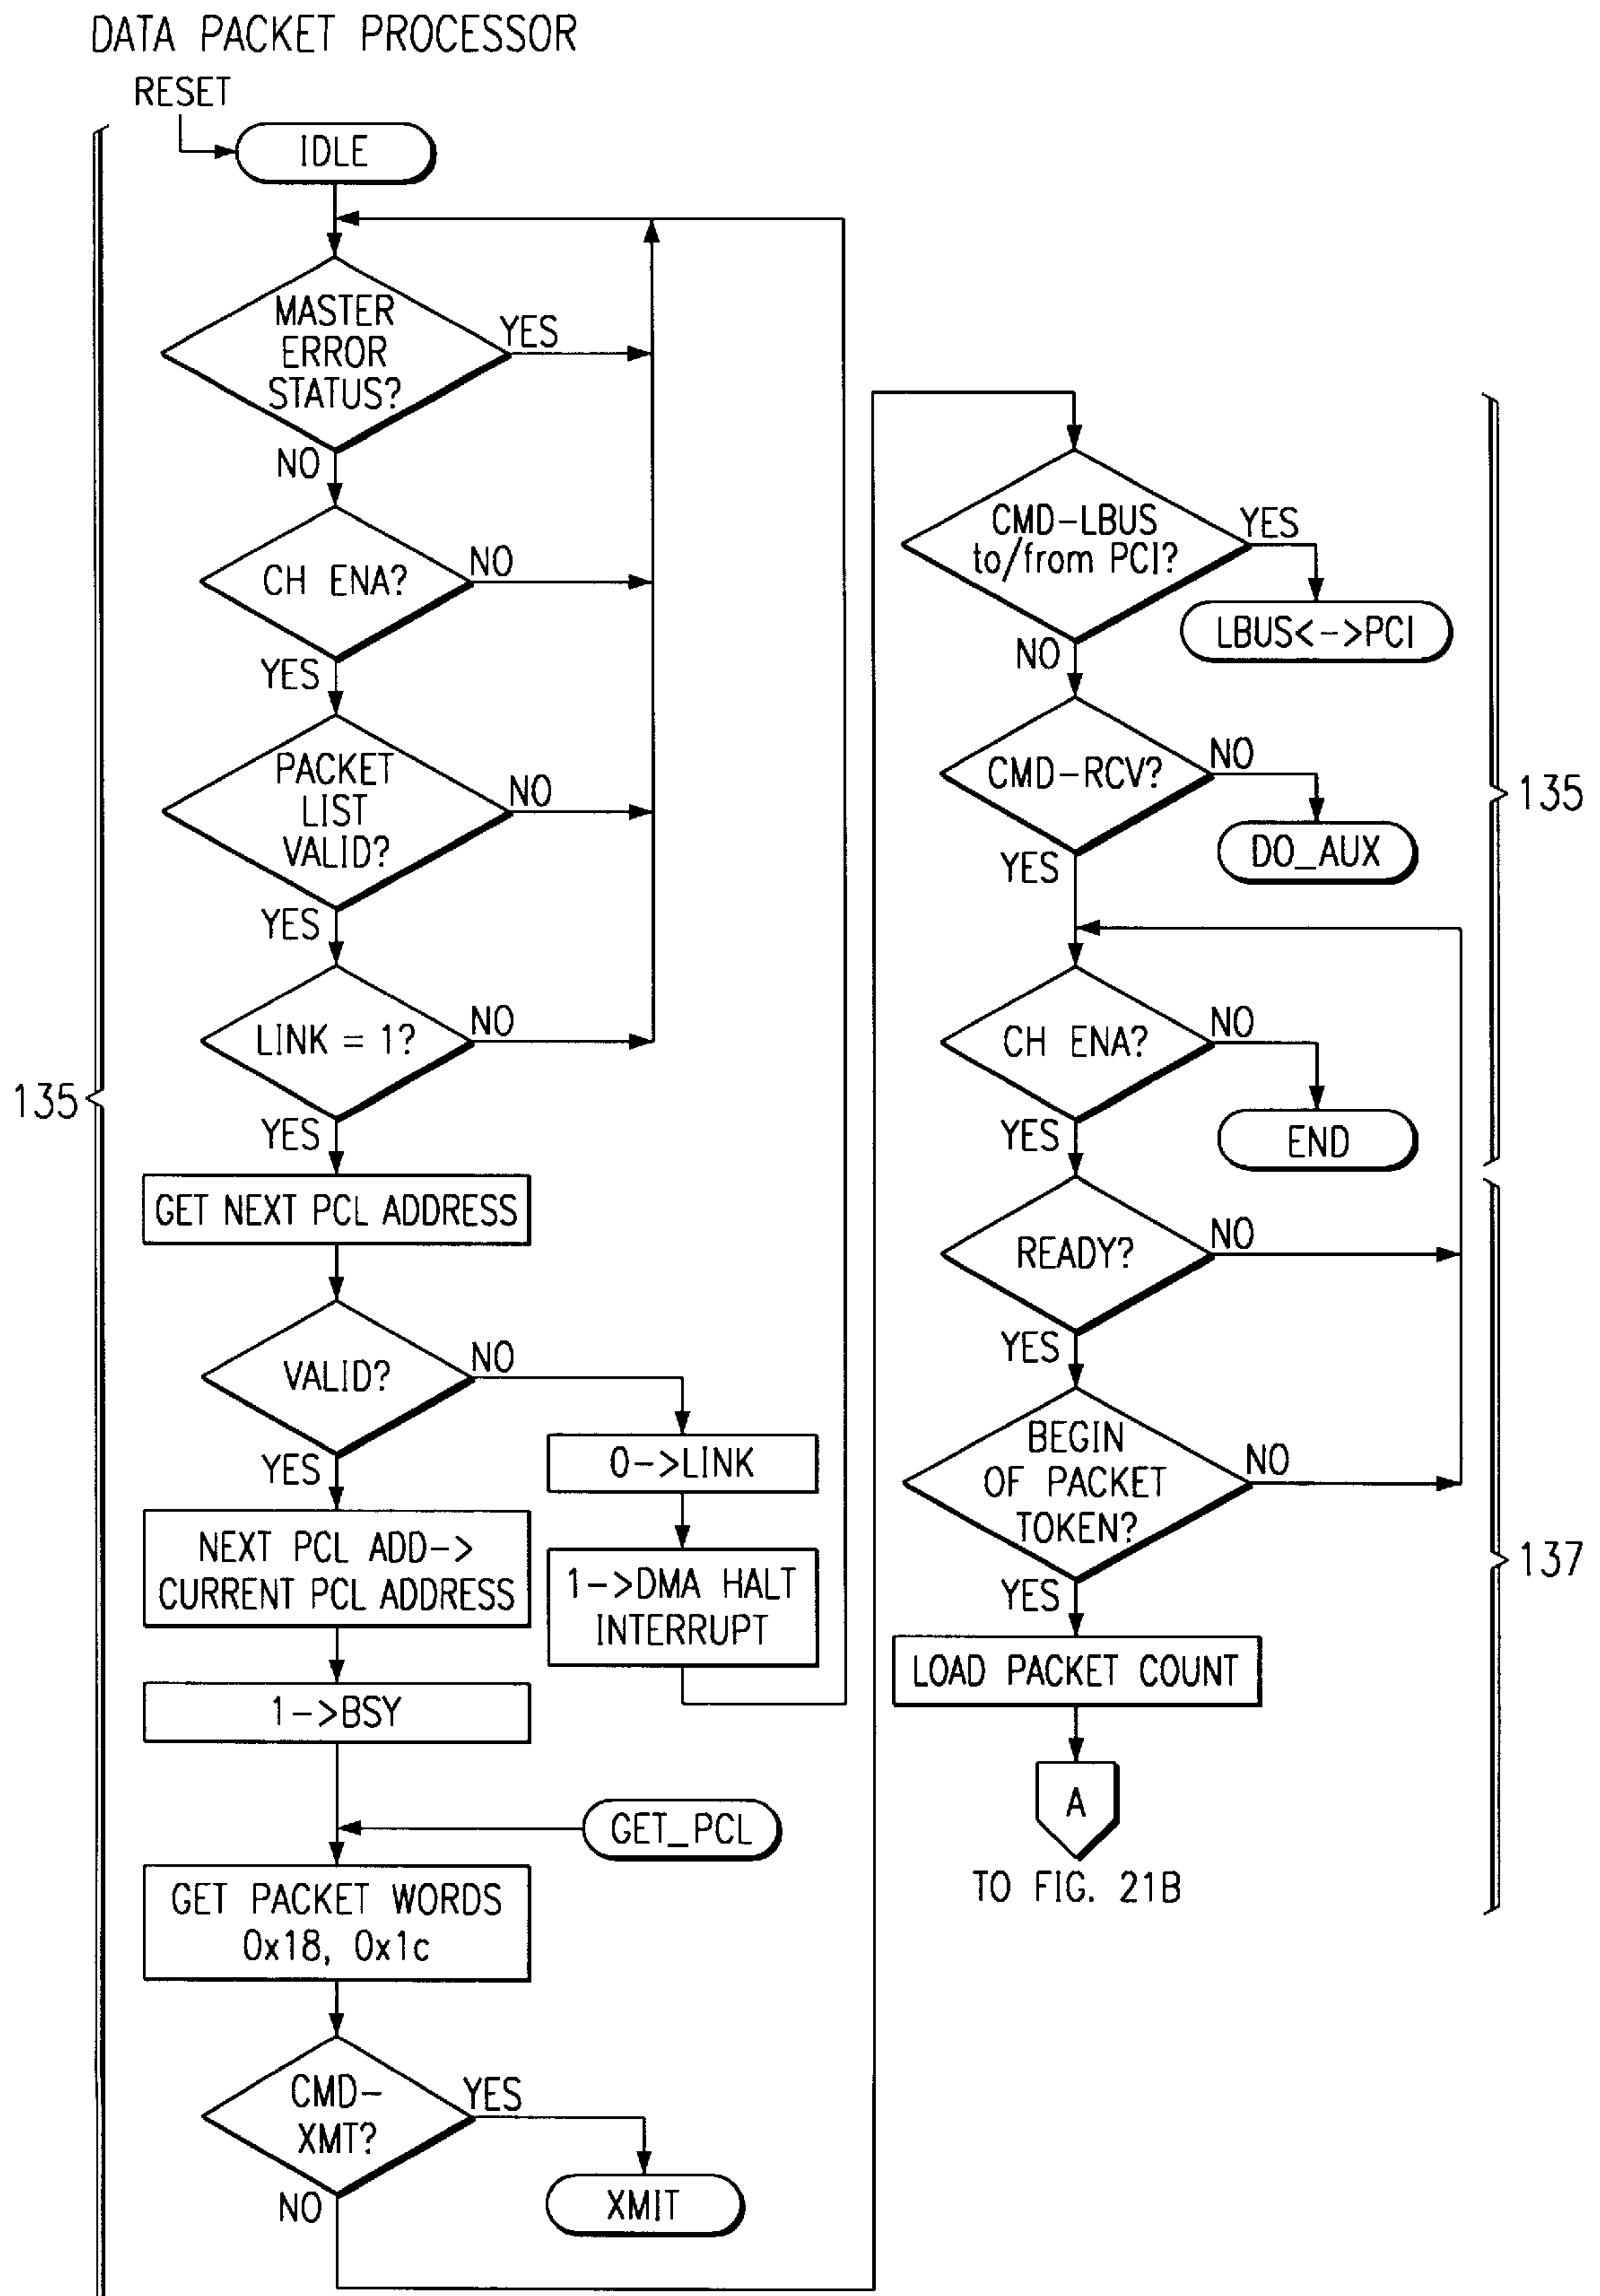 DATA PACKET PROCESSOR
RESET
IDLE
MASTER
ERROR
STATUS?
YES
NO
CH ENA?
NO
YES
PACKET
LIST
VALID?
NO
YES
LINK = 1?
NO
YES
135
GET NEXT PCL ADDRESS
VALID?
NO
YES
0->LINK
1->DMA HALT
INTERRUPT
NEXT PCL ADD->
CURRENT PCL ADDRESS
1->BSY
GET_PCL
GET PACKET WORDS
0x18, 0x1c
CMD-
XMT?
YES
XMIT
NO
CMD-LBUS
to/from PCI?
YES
LBUS<->PCI
NO
CMD-RCV?
NO
DO_AUX
YES
135
CH ENA?
NO
END
YES
READY?
NO
YES
BEGIN
OF PACKET
TOKEN?
NO
YES
137
LOAD PACKET COUNT
A
TO FIG. 21B